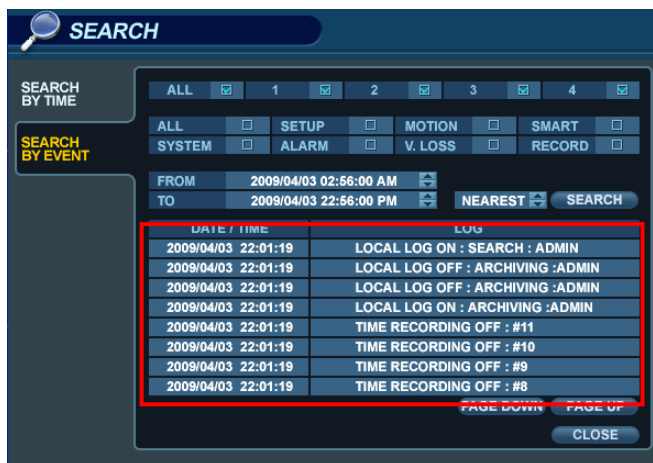 SEARCH
SEARCH
BY TIME
SEARCH
BY EVENT
ALL 1 2 3 4
ALL SETUP MOTION SMART
SYSTEM ALARM V. LOSS RECORD
FROM 2009/04/03 02:56:00 AM
TO 2009/04/03 22:56:00 PM NEAREST SEARCH
DATE / TIME LOG
2009/04/03 22:01:19 LOCAL LOG ON : SEARCH : ADMIN
2009/04/03 22:01:19 LOCAL LOG OFF : ARCHIVING :ADMIN
2009/04/03 22:01:19 LOCAL LOG OFF : ARCHIVING :ADMIN
2009/04/03 22:01:19 LOCAL LOG ON : ARCHIVING :ADMIN
2009/04/03 22:01:19 TIME RECORDING OFF : #11
2009/04/03 22:01:19 TIME RECORDING OFF : #10
2009/04/03 22:01:19 TIME RECORDING OFF : #9
2009/04/03 22:01:19 TIME RECORDING OFF : #8
PAGE DOWN PAGE UP
CLOSE